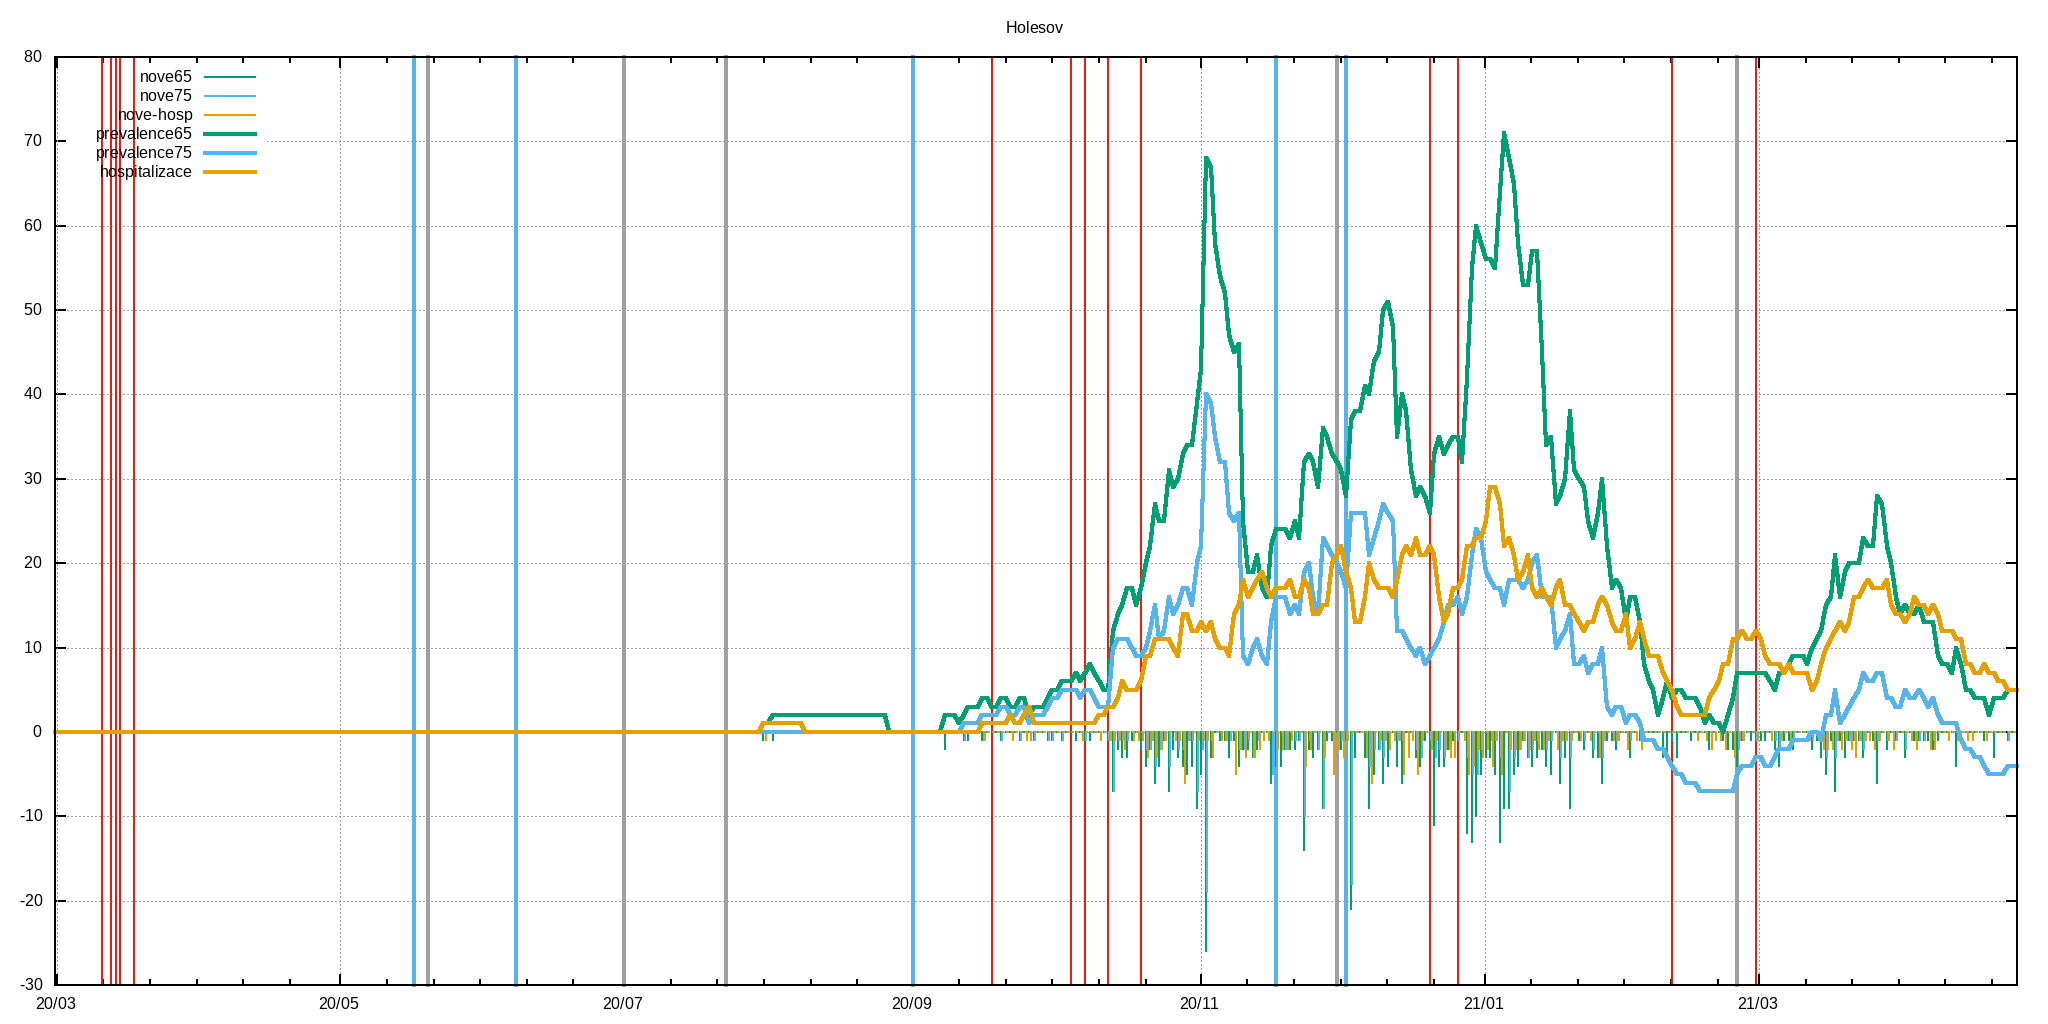 Holesov
80
nove65
nove75
nove-hosp
prevalence65
prevalence75
hospitalizace
70
60
50
40
30
20
10
0
-10
-20
-30
20/03 20/05 20/07 20/09 20/11 21/01 21/03